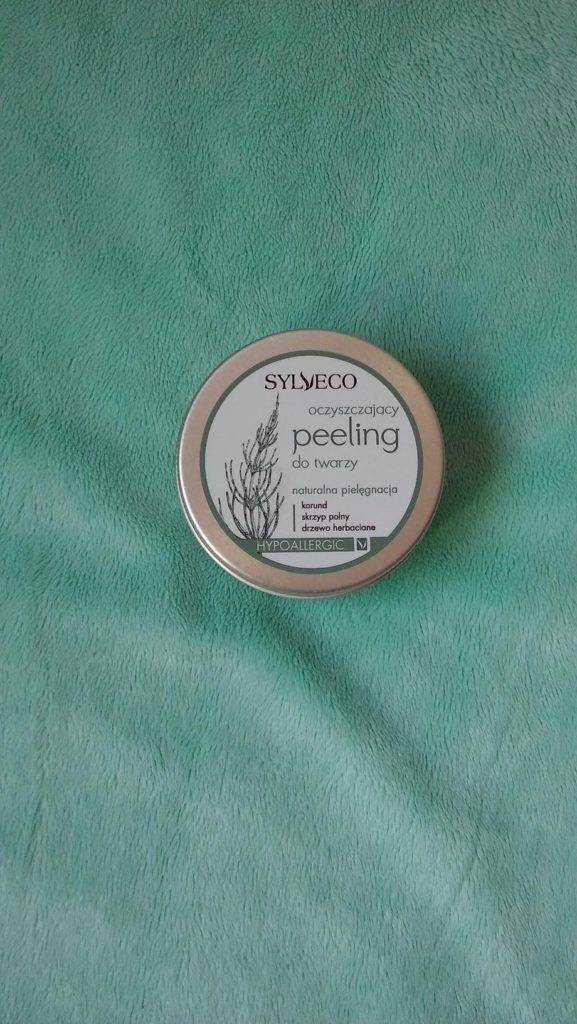 SYLVECO
oczyszczający
peeling
do twarzy
naturalna pielęgnacja
korund
skrzyp polny
drzewo herbaciane
HYPOALLERGIC